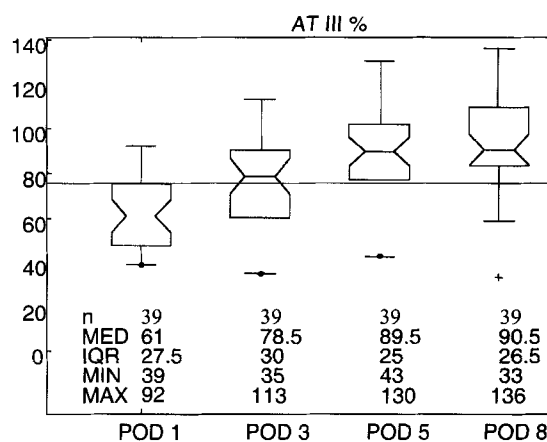 AT III %
140
100
80
60
40
20
0
n 39 39 39 39
MED 61 78.5 89.5 90.5
IQR 27.5 30 25 26.5
MIN 39 35 43 33
MAX 92 113 130 136
POD 1 POD 3 POD 5 POD 8